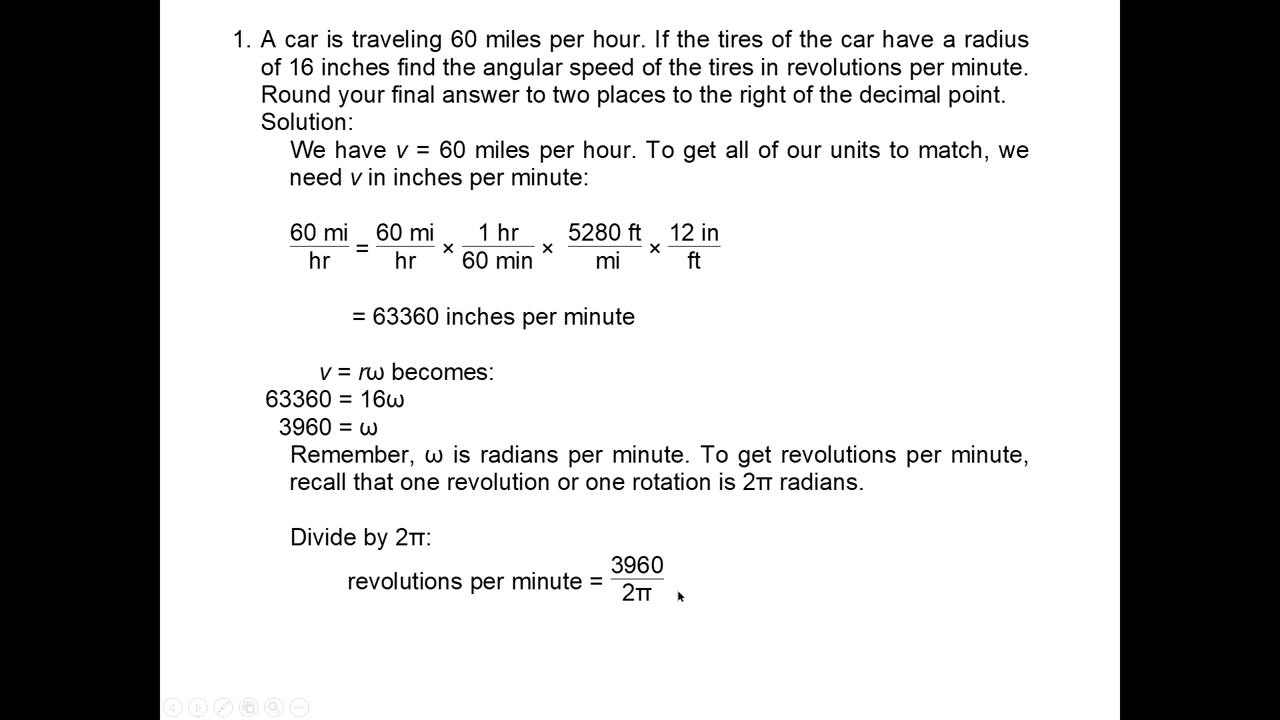 1. A car is traveling 60 miles per hour. If the tires of the car have a radius
of 16 inches find the angular speed of the tires in revolutions per minute.
Round your final answer to two places to the right of the decimal point.
Solution:
We have v = 60 miles per hour. To get all of our units to match, we
need v in inches per minute:
60 mi/hr = 60 mi/hr × 1 hr/60 min × 5280 ft/mi × 12 in/ft
= 63360 inches per minute
v = rω becomes:
63360 = 16ω
3960 = ω
Remember, ω is radians per minute. To get revolutions per minute,
recall that one revolution or one rotation is 2π radians.
Divide by 2π:
revolutions per minute = 3960/2π